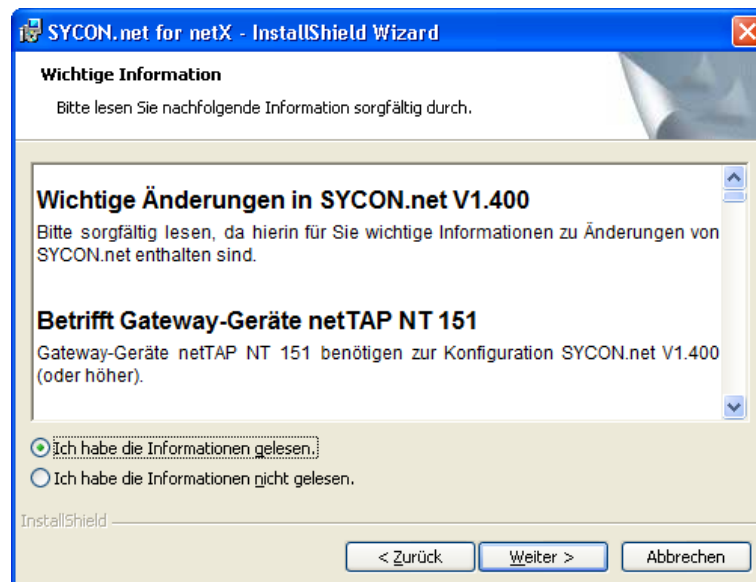 SYCON.net for netX - InstallShield Wizard
Wichtige Information
Bitte lesen Sie nachfolgende Information sorgfältig durch.
Wichtige Änderungen in SYCON.net V1.400
Bitte sorgfältig lesen, da hierin für Sie wichtige Informationen zu Änderungen von
SYCON.net enthalten sind.
Betrifft Gateway-Geräte netTAP NT 151
Gateway-Geräte netTAP NT 151 benötigen zur Konfiguration SYCON.net V1.400
(oder höher).
Ich habe die Informationen gelesen.
Ich habe die Informationen nicht gelesen.
InstallShield
< Zurück
Weiter >
Abbrechen